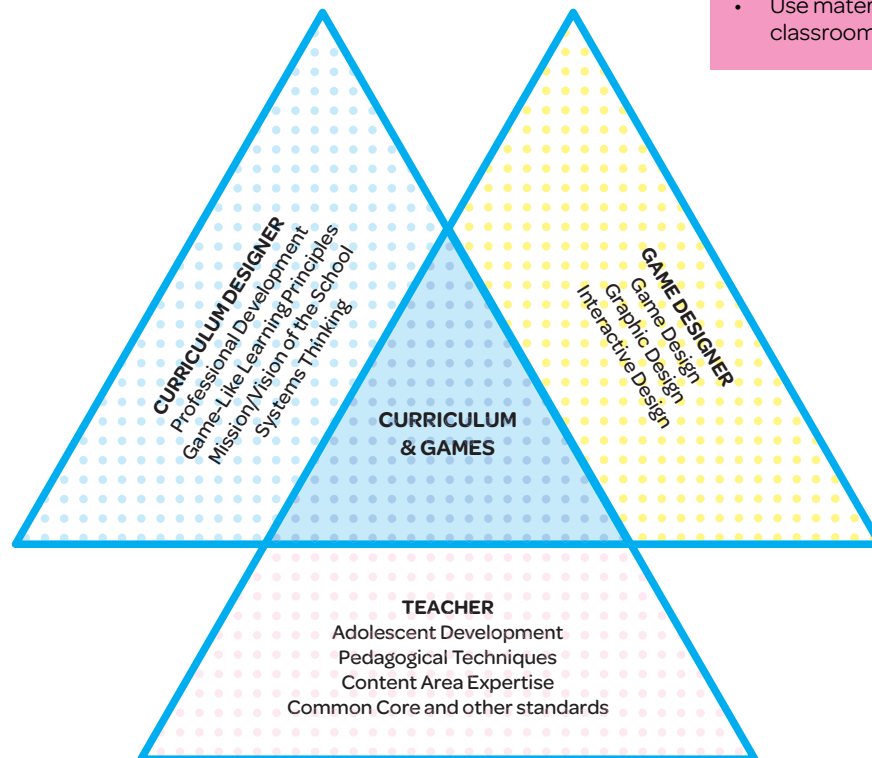 • Use mater
classroom
CURRICULUM DESIGNER
Professional Development
Game-Like Learning Principles
Mission/Vision of the School
Systems Thinking
GAME DESIGNER
Game Design
Graphic Design
Interactive Design
CURRICULUM
& GAMES
TEACHER
Adolescent Development
Pedagogical Techniques
Content Area Expertise
Common Core and other standards